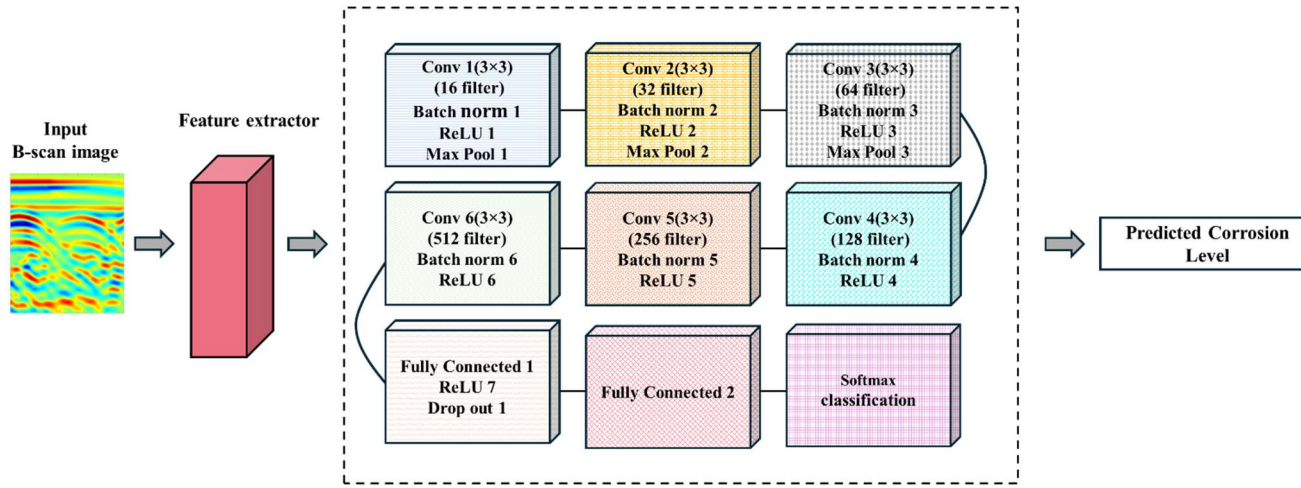 Input
B-scan image
Feature extractor
Conv 1(3×3)
(16 filter)
Batch norm 1
ReLU 1
Max Pool 1
Conv 2(3×3)
(32 filter)
Batch norm 2
ReLU 2
Max Pool 2
Conv 3(3×3)
(64 filter)
Batch norm 3
ReLU 3
Max Pool 3
Conv 4(3×3)
(128 filter)
Batch norm 4
ReLU 4
Conv 5(3×3)
(256 filter)
Batch norm 5
ReLU 5
Conv 6(3×3)
(512 filter)
Batch norm 6
ReLU 6
Fully Connected 1
ReLU 7
Drop out 1
Fully Connected 2
Softmax
classification
Predicted Corrosion
Level